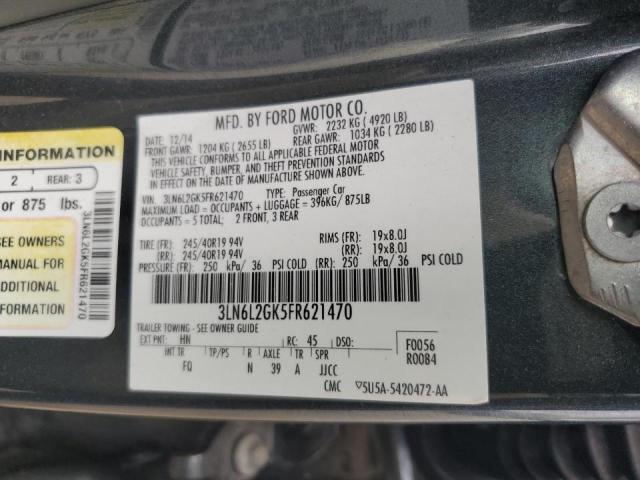 MFD. BY FORD MOTOR CO.
DATE: 12/14 GVWR: 2232 KG ( 4920 LB)
FRONT GAWR: 1204 KG ( 2655 LB) REAR GAWR: 1034 KG ( 2280 LB)
THIS VEHICLE CONFORMS TO ALL APPLICABLE FEDERAL MOTOR
VEHICLE SAFETY, BUMPER, AND THEFT PREVENTION STANDARDS
IN EFFECT ON THE DATE OF MANUFACTURE SHOWN ABOVE.
VIN: 3LN6L2GK5FR621470 TYPE: Passenger Car
MAXIMUM LOAD = OCCUPANTS + LUGGAGE = 396KG/ 875LB
OCCUPANTS = 5 TOTAL; 2 FRONT, 3 REAR
TIRE (FR): 245/40R19 94V RIMS (FR): 19x8.0J
(RR): 245/40R19 94V (RR): 19x8.0J
PRESSURE (FR): 250 kPa/ 36 PSI COLD (RR): 250 kPa/ 36 PSI COLD
3LN6L2GK5FR621470
TRAILER TOWING - SEE OWNER GUIDE
EXT PNT: HN RC: 45 DSO: F0056
R0084
INT TR TP/PS R AXLE TR SPR
FQ N 39 A JJCC
CMC ▽5U5A-5420472-AA
INFORMATION
2 REAR: 3
or 875 lbs.
SEE OWNERS
MANUAL FOR
ADDITIONAL
INFORMATION
3LN6L2GK5FR621470